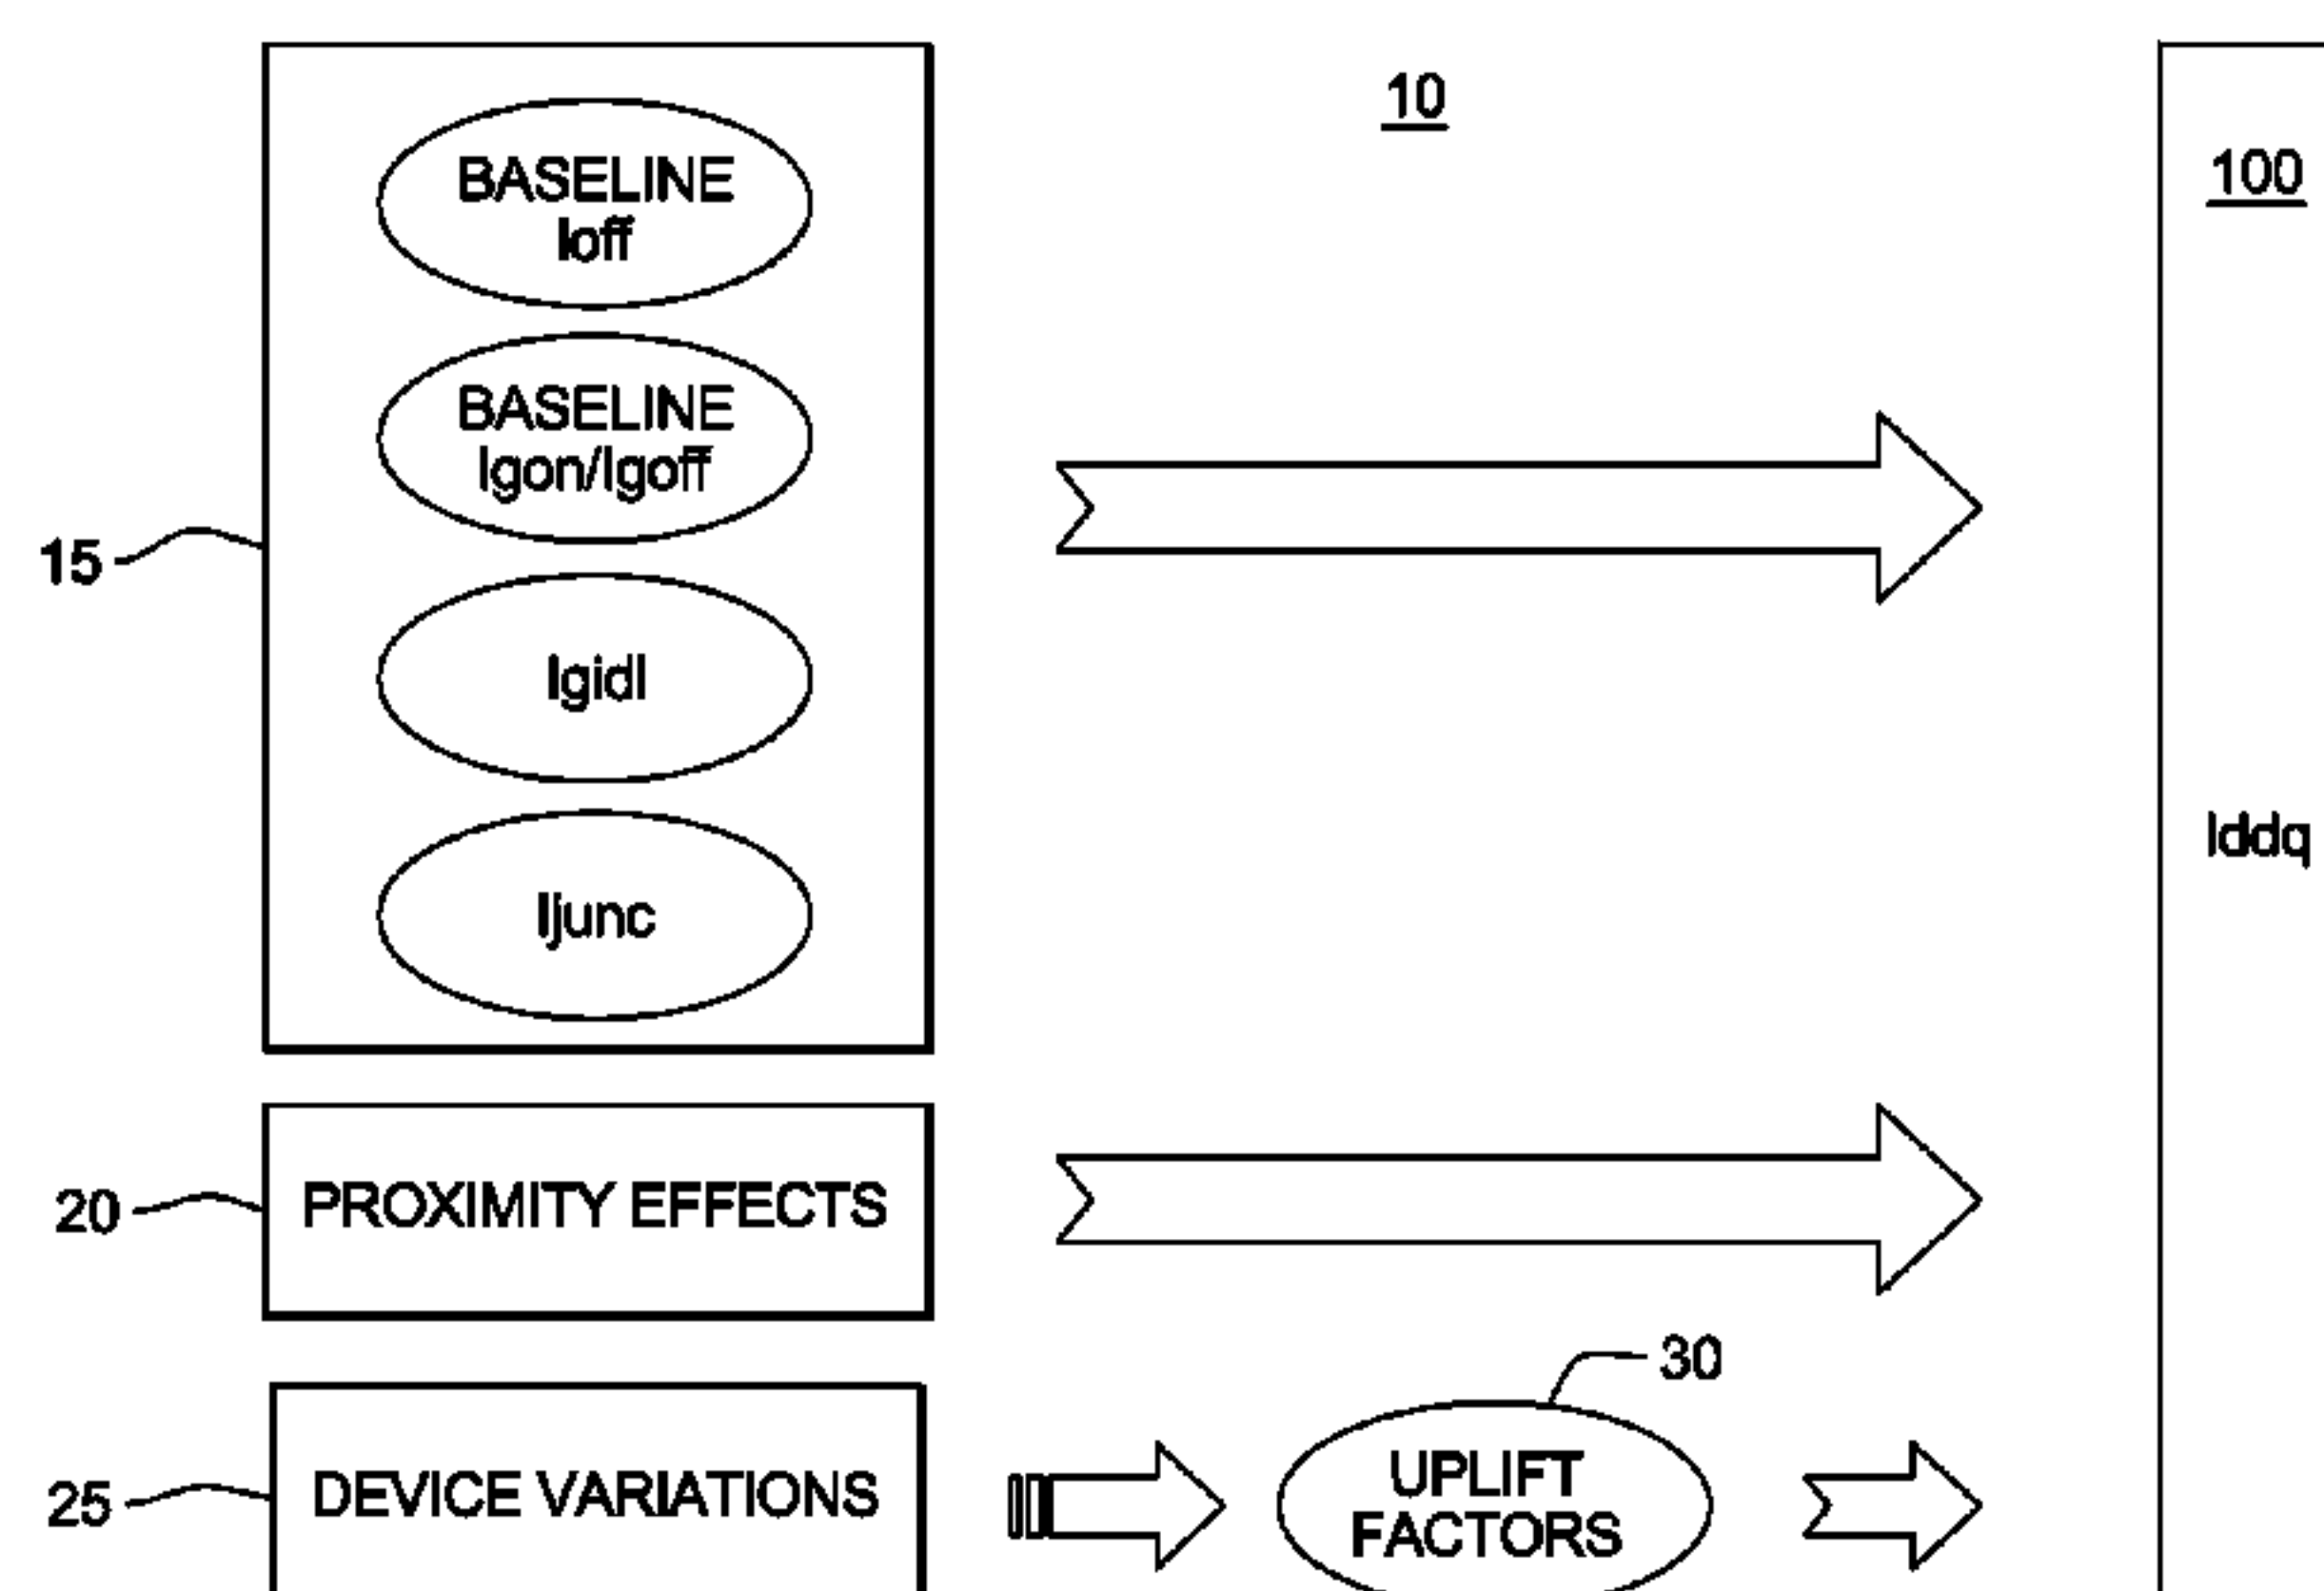 10
100
BASELINE
Ioff
BASELINE
Igon/Igoff
15
Igidl
Iddq
Ijunc
20
PROXIMITY EFFECTS
30
25
DEVICE VARIATIONS
UPLIFT
FACTORS